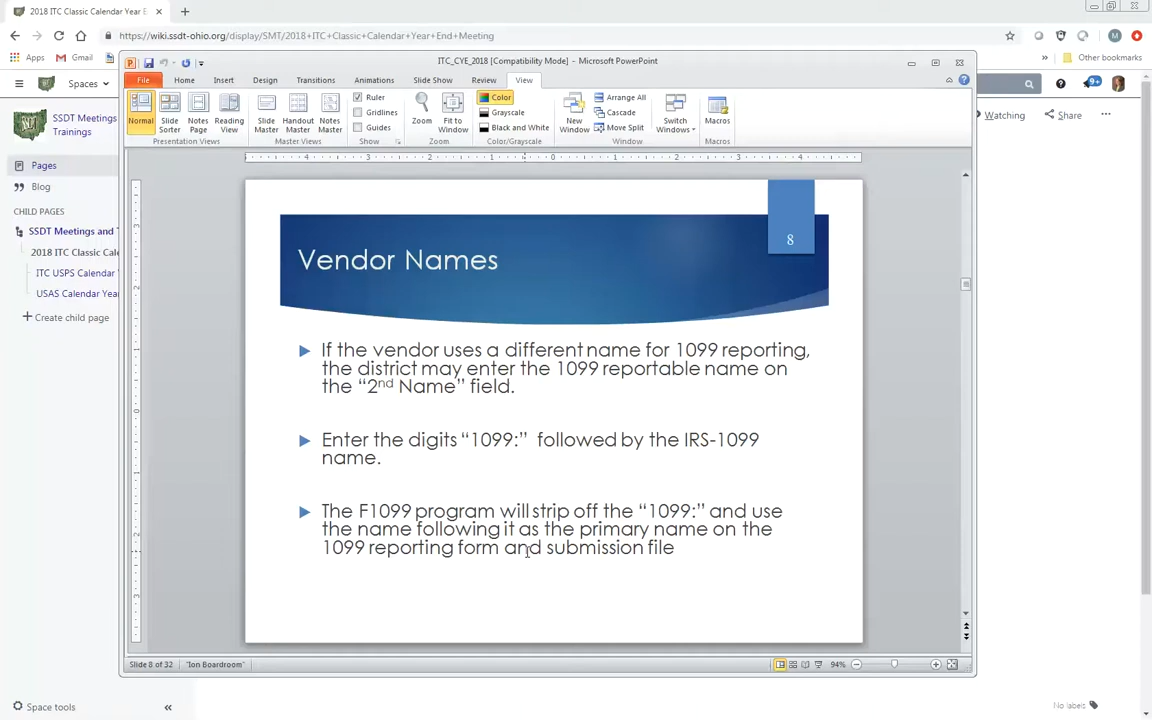 2018 ITC Classic Calendar Year E
https://wiki.ssdt-ohio.org/display/SMT/2018+ITC+Classic+Calendar+Year+End+Meeting
M
Apps
Gmail
Other bookmarks
ITC_CYE_2018 [Compatibility Mode] - Microsoft PowerPoint
File
Home
Insert
Design
Transitions
Animations
Slide Show
Review
View
Normal
Slide Sorter
Notes Page
Reading View
Presentation Views
Slide Master
Handout Master
Notes Master
Master Views
Ruler
Gridlines
Guides
Show
Zoom
Fit to Window
Zoom
Color
Grayscale
Black and White
Color/Grayscale
New Window
Arrange All
Cascade
Move Split
Switch Windows
Window
Macros
Macros
Spaces
9+
SSDT Meetings
Trainings
Watching
Share
Pages
Blog
CHILD PAGES
SSDT Meetings and T
2018 ITC Classic Cale
ITC USPS Calendar Y
USAS Calendar Yea
Create child page
8
Vendor Names
If the vendor uses a different name for 1099 reporting,
the district may enter the 1099 reportable name on
the “2nd Name” field.
Enter the digits “1099:” followed by the IRS-1099
name.
The F1099 program will strip off the “1099:” and use
the name following it as the primary name on the
1099 reporting form and submission file
Slide 8 of 32
"Ion Boardroom"
94%
Space tools
No labels